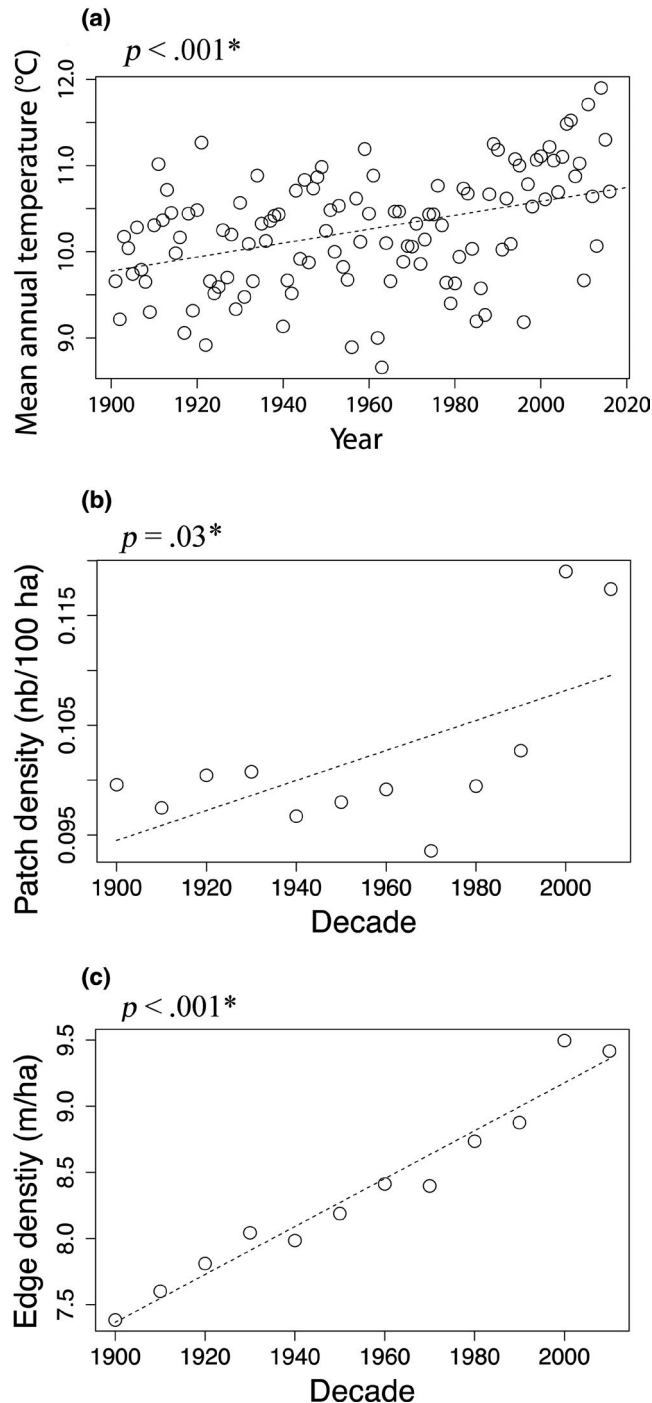 (a)
p < .001*
Mean annual temperature (°C)
12.0
11.0
10.0
9.0
1900 1920 1940 1960 1980 2000 2020
Year
(b)
p = .03*
Patch density (nb/100 ha)
0.115
0.105
0.095
1900 1920 1940 1960 1980 2000
Decade
(c)
p < .001*
Edge denstiy (m/ha)
9.5
9.0
8.5
8.0
7.5
1900 1920 1940 1960 1980 2000
Decade